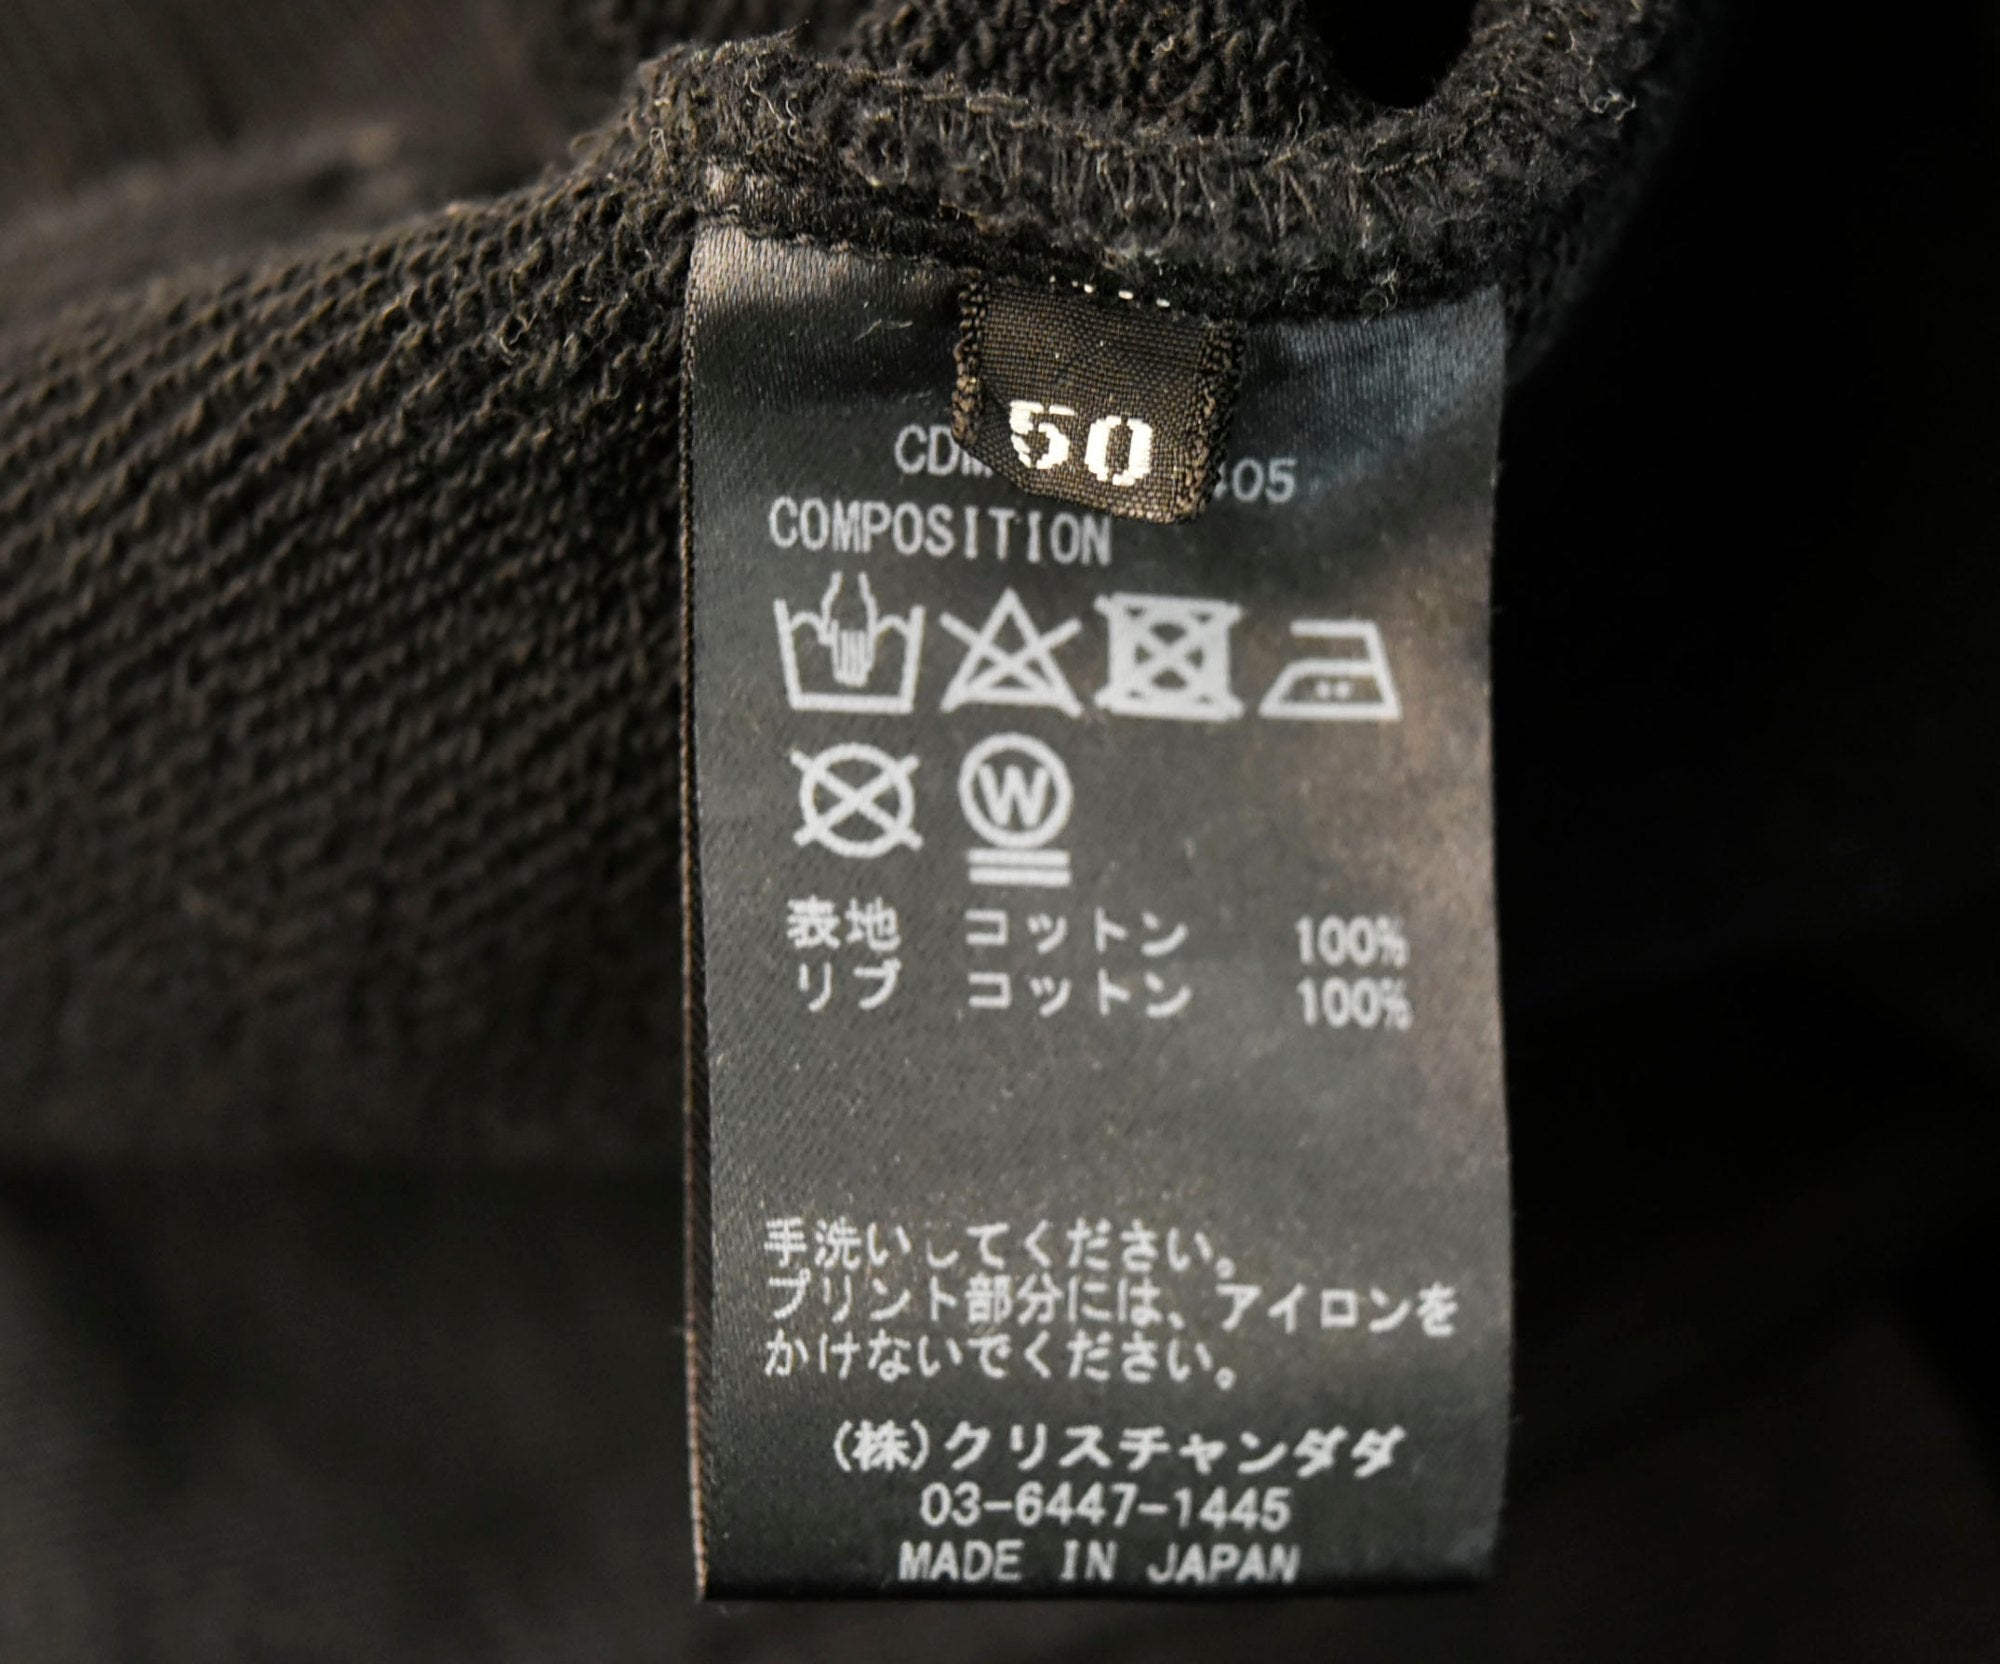 50
COMPOSITION
W
表地 コットン 100%
リブ コットン 100%
手洗いしてください。
プリント部分には、アイロンを
かけないでください。
(株)クリスチャンダダ
03-6447-1445
MADE IN JAPAN